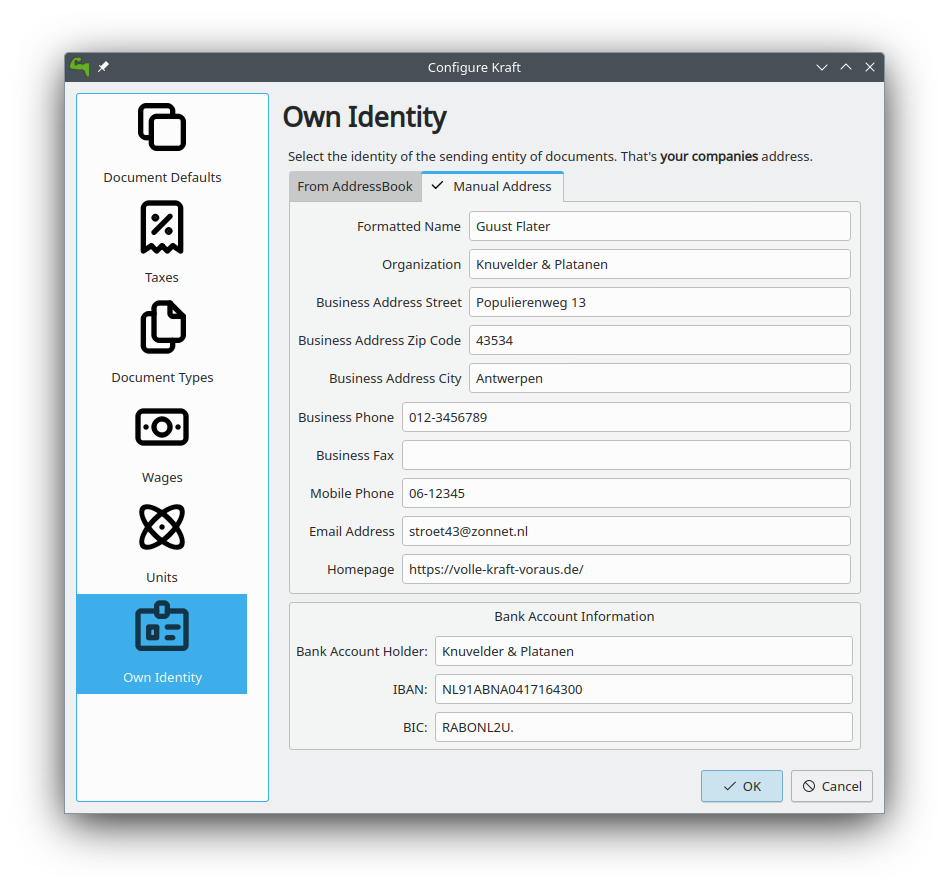 Configure Kraft
Document Defaults
Taxes
Document Types
Wages
Units
Own Identity
Own Identity
Select the identity of the sending entity of documents. That's your companies address.
From AddressBook
Manual Address
Formatted Name Guust Flater
Organization Knuvelder & Platanen
Business Address Street Populierenweg 13
Business Address Zip Code 43534
Business Address City Antwerpen
Business Phone 012-3456789
Business Fax
Mobile Phone 06-12345
Email Address stroet43@zonnet.nl
Homepage https://volle-kraft-voraus.de/
Bank Account Information
Bank Account Holder: Knuvelder & Platanen
IBAN: NL91ABNA0417164300
BIC: RABONL2U.
OK Cancel